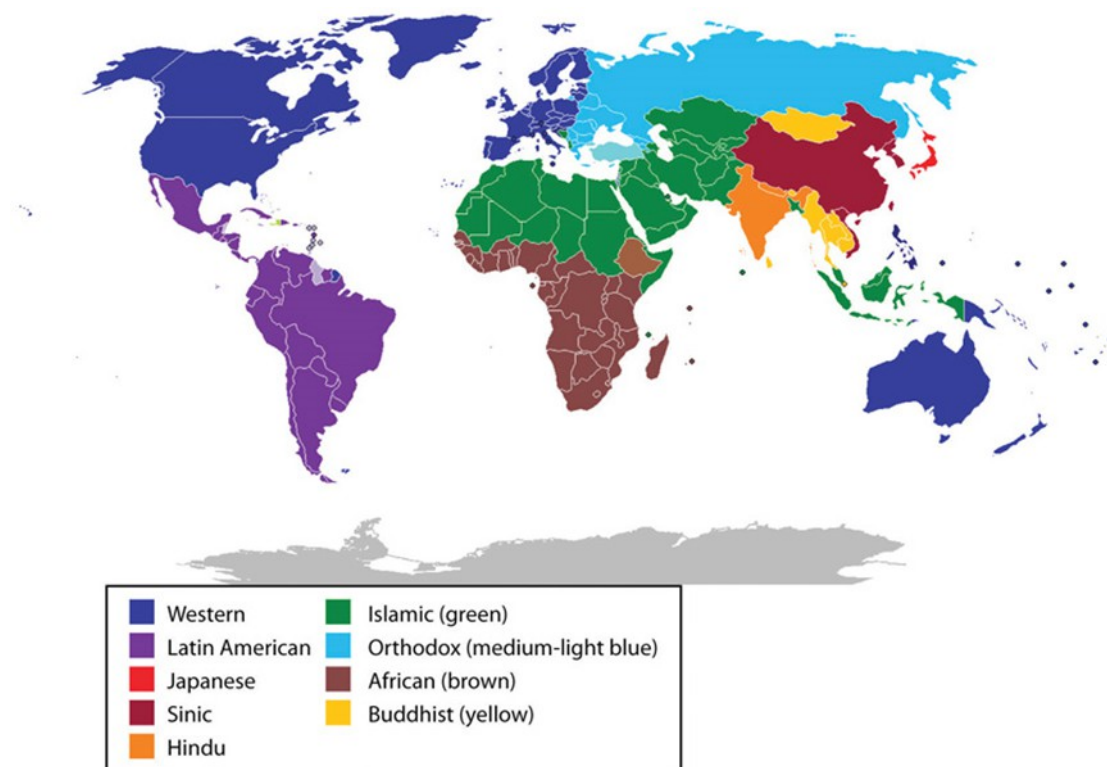 Western
Latin American
Japanese
Sinic
Hindu
Islamic (green)
Orthodox (medium-light blue)
African (brown)
Buddhist (yellow)